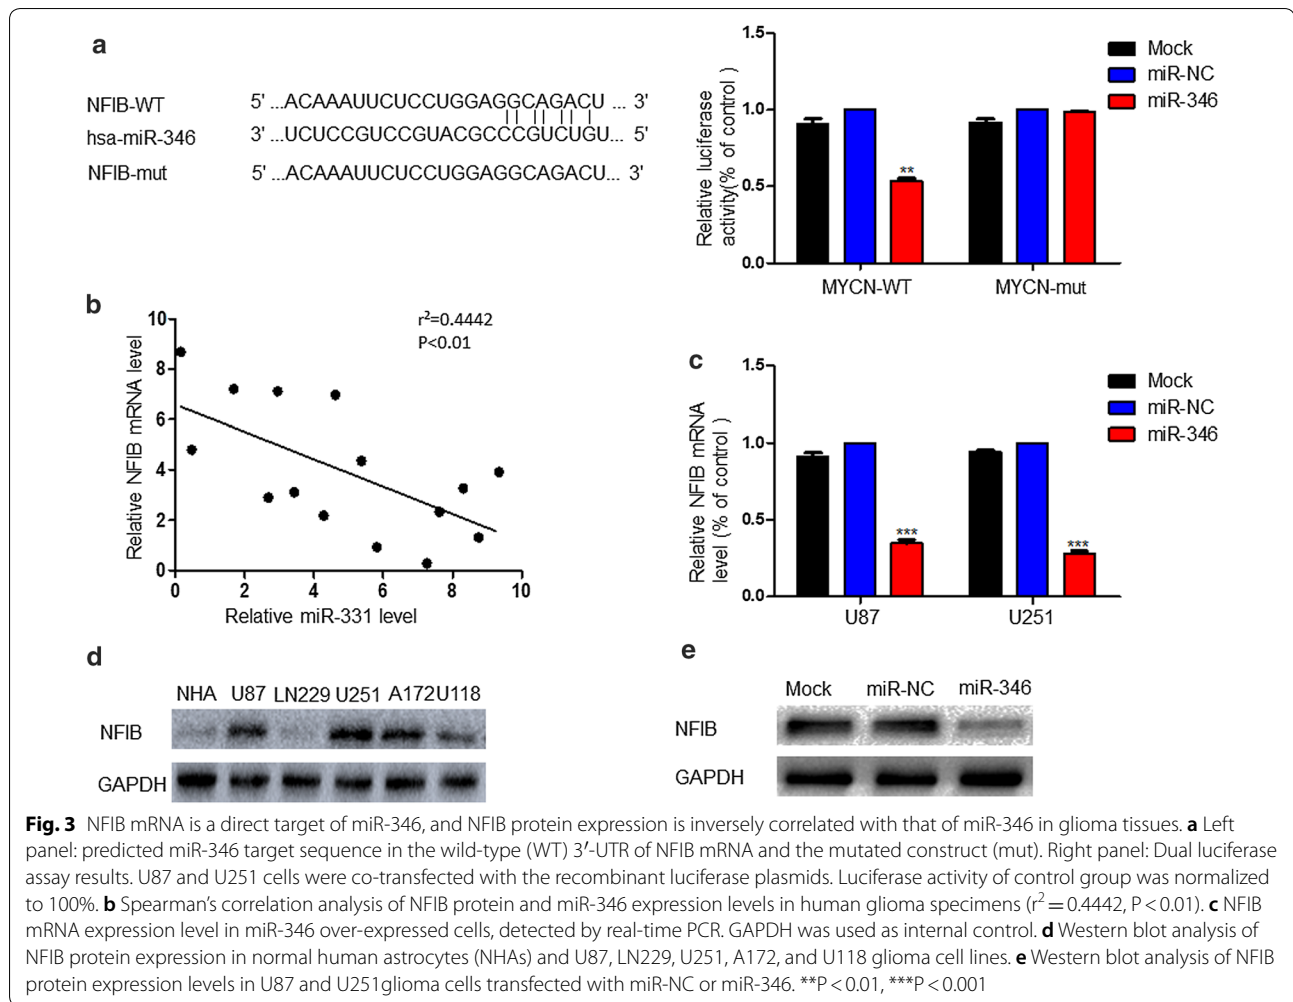 a
NFIB-WT 5' ...ACAAAUUCUCCUGGAGGCAGACU ... 3'
hsa-miR-346 3' ...UCUCCGUCCGUACGCCCGUCUGU... 5'
NFIB-mut 5' ...ACAAAUUCUCCUGGAGGCAGACU... 3'
Relative luciferase
activity(% of control )
1.5
1.0
0.5
0.0
**
MYCN-WT MYCN-mut
Mock
miR-NC
miR-346
b
Relative NFIB mRNA level
10
8
6
4
2
0
r²=0.4442
P<0.01
0 2 4 6 8 10
Relative miR-331 level
c
Relative NFIB mRNA
level (% of control )
1.5
1.0
0.5
0.0
*** ***
U87 U251
Mock
miR-NC
miR-346
d
NHA U87 LN229 U251 A172 U118
NFIB
GAPDH
e
Mock miR-NC miR-346
NFIB
GAPDH
Fig. 3 NFIB mRNA is a direct target of miR-346, and NFIB protein expression is inversely correlated with that of miR-346 in glioma tissues. a Left
panel: predicted miR-346 target sequence in the wild-type (WT) 3′-UTR of NFIB mRNA and the mutated construct (mut). Right panel: Dual luciferase
assay results. U87 and U251 cells were co-transfected with the recombinant luciferase plasmids. Luciferase activity of control group was normalized
to 100%. b Spearman's correlation analysis of NFIB protein and miR-346 expression levels in human glioma specimens (r² = 0.4442, P < 0.01). c NFIB
mRNA expression level in miR-346 over-expressed cells, detected by real-time PCR. GAPDH was used as internal control. d Western blot analysis of
NFIB protein expression in normal human astrocytes (NHAs) and U87, LN229, U251, A172, and U118 glioma cell lines. e Western blot analysis of NFIB
protein expression levels in U87 and U251glioma cells transfected with miR-NC or miR-346. **P < 0.01, ***P < 0.001